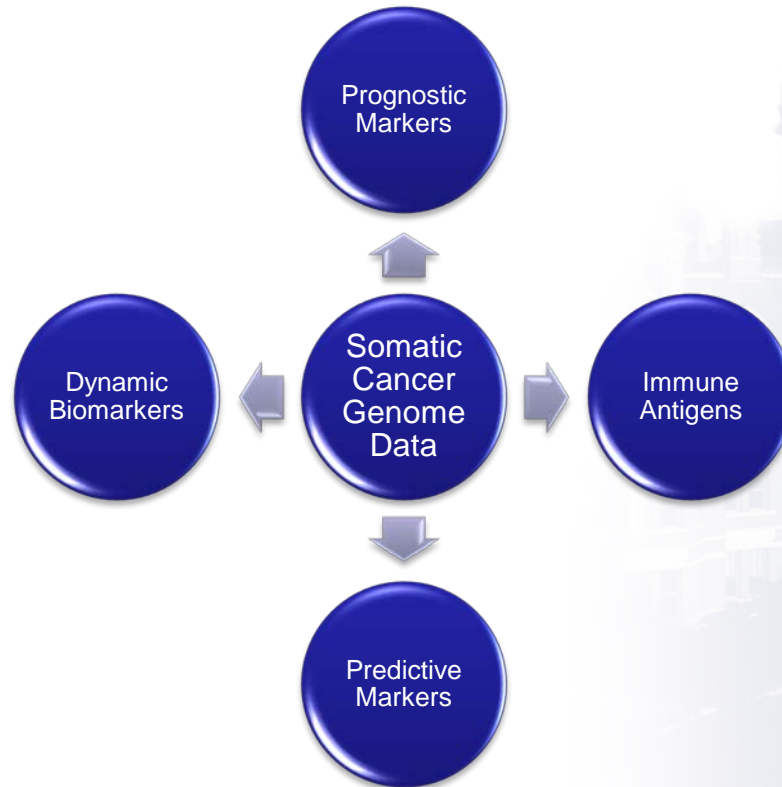 Prognostic
Markers
Dynamic
Biomarkers
Somatic
Cancer
Genome
Data
Immune
Antigens
Predictive
Markers